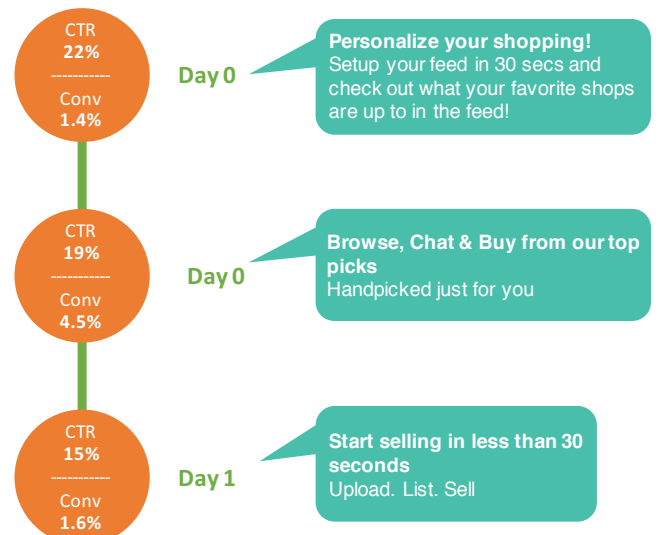 CTR
22%
-----------
Conv
1.4%
Day 0
Personalize your shopping!
Setup your feed in 30 secs and
check out what your favorite shops
are up to in the feed!
CTR
19%
-----------
Conv
4.5%
Day 0
Browse, Chat & Buy from our top
picks
Handpicked just for you
CTR
15%
-----------
Conv
1.6%
Day 1
Start selling in less than 30
seconds
Upload. List. Sell